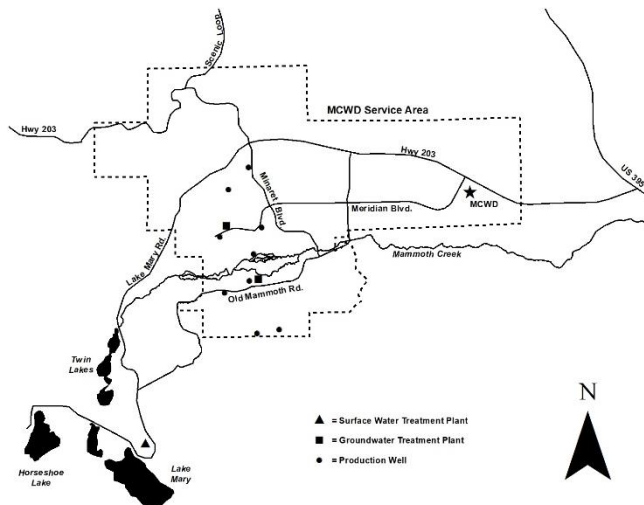 Scenic Loop
MCWD Service Area
Hwy 203
Hwy 203
US 395
Minaret Blvd
MCWD
Meridian Blvd.
Lake Mary Rd.
Mammoth Creek
Old Mammoth Rd.
Twin
Lakes
N
= Surface Water Treatment Plant
= Groundwater Treatment Plant
= Production Well
Horseshoe
Lake
Lake
Mary